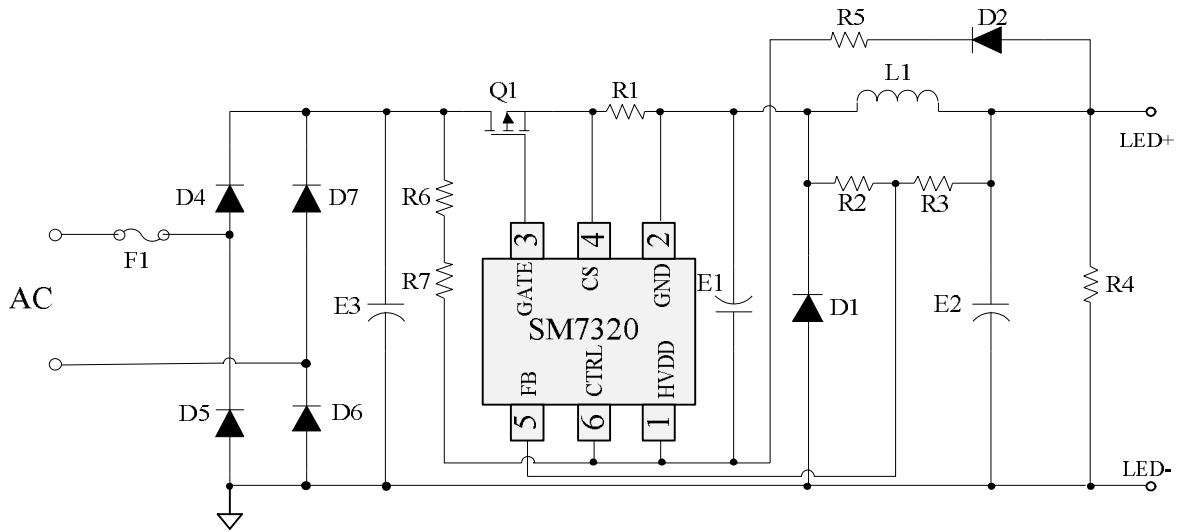 R5
D2
L1
Q1
R1
LED+
D4
D7
R6
R2
R3
3
4
2
F1
R7
GATE
CS
GND
E1
R4
AC
E3
D1
E2
SM7320
FB
CTRL
HVDD
D5
D6
5
6
1
LED-